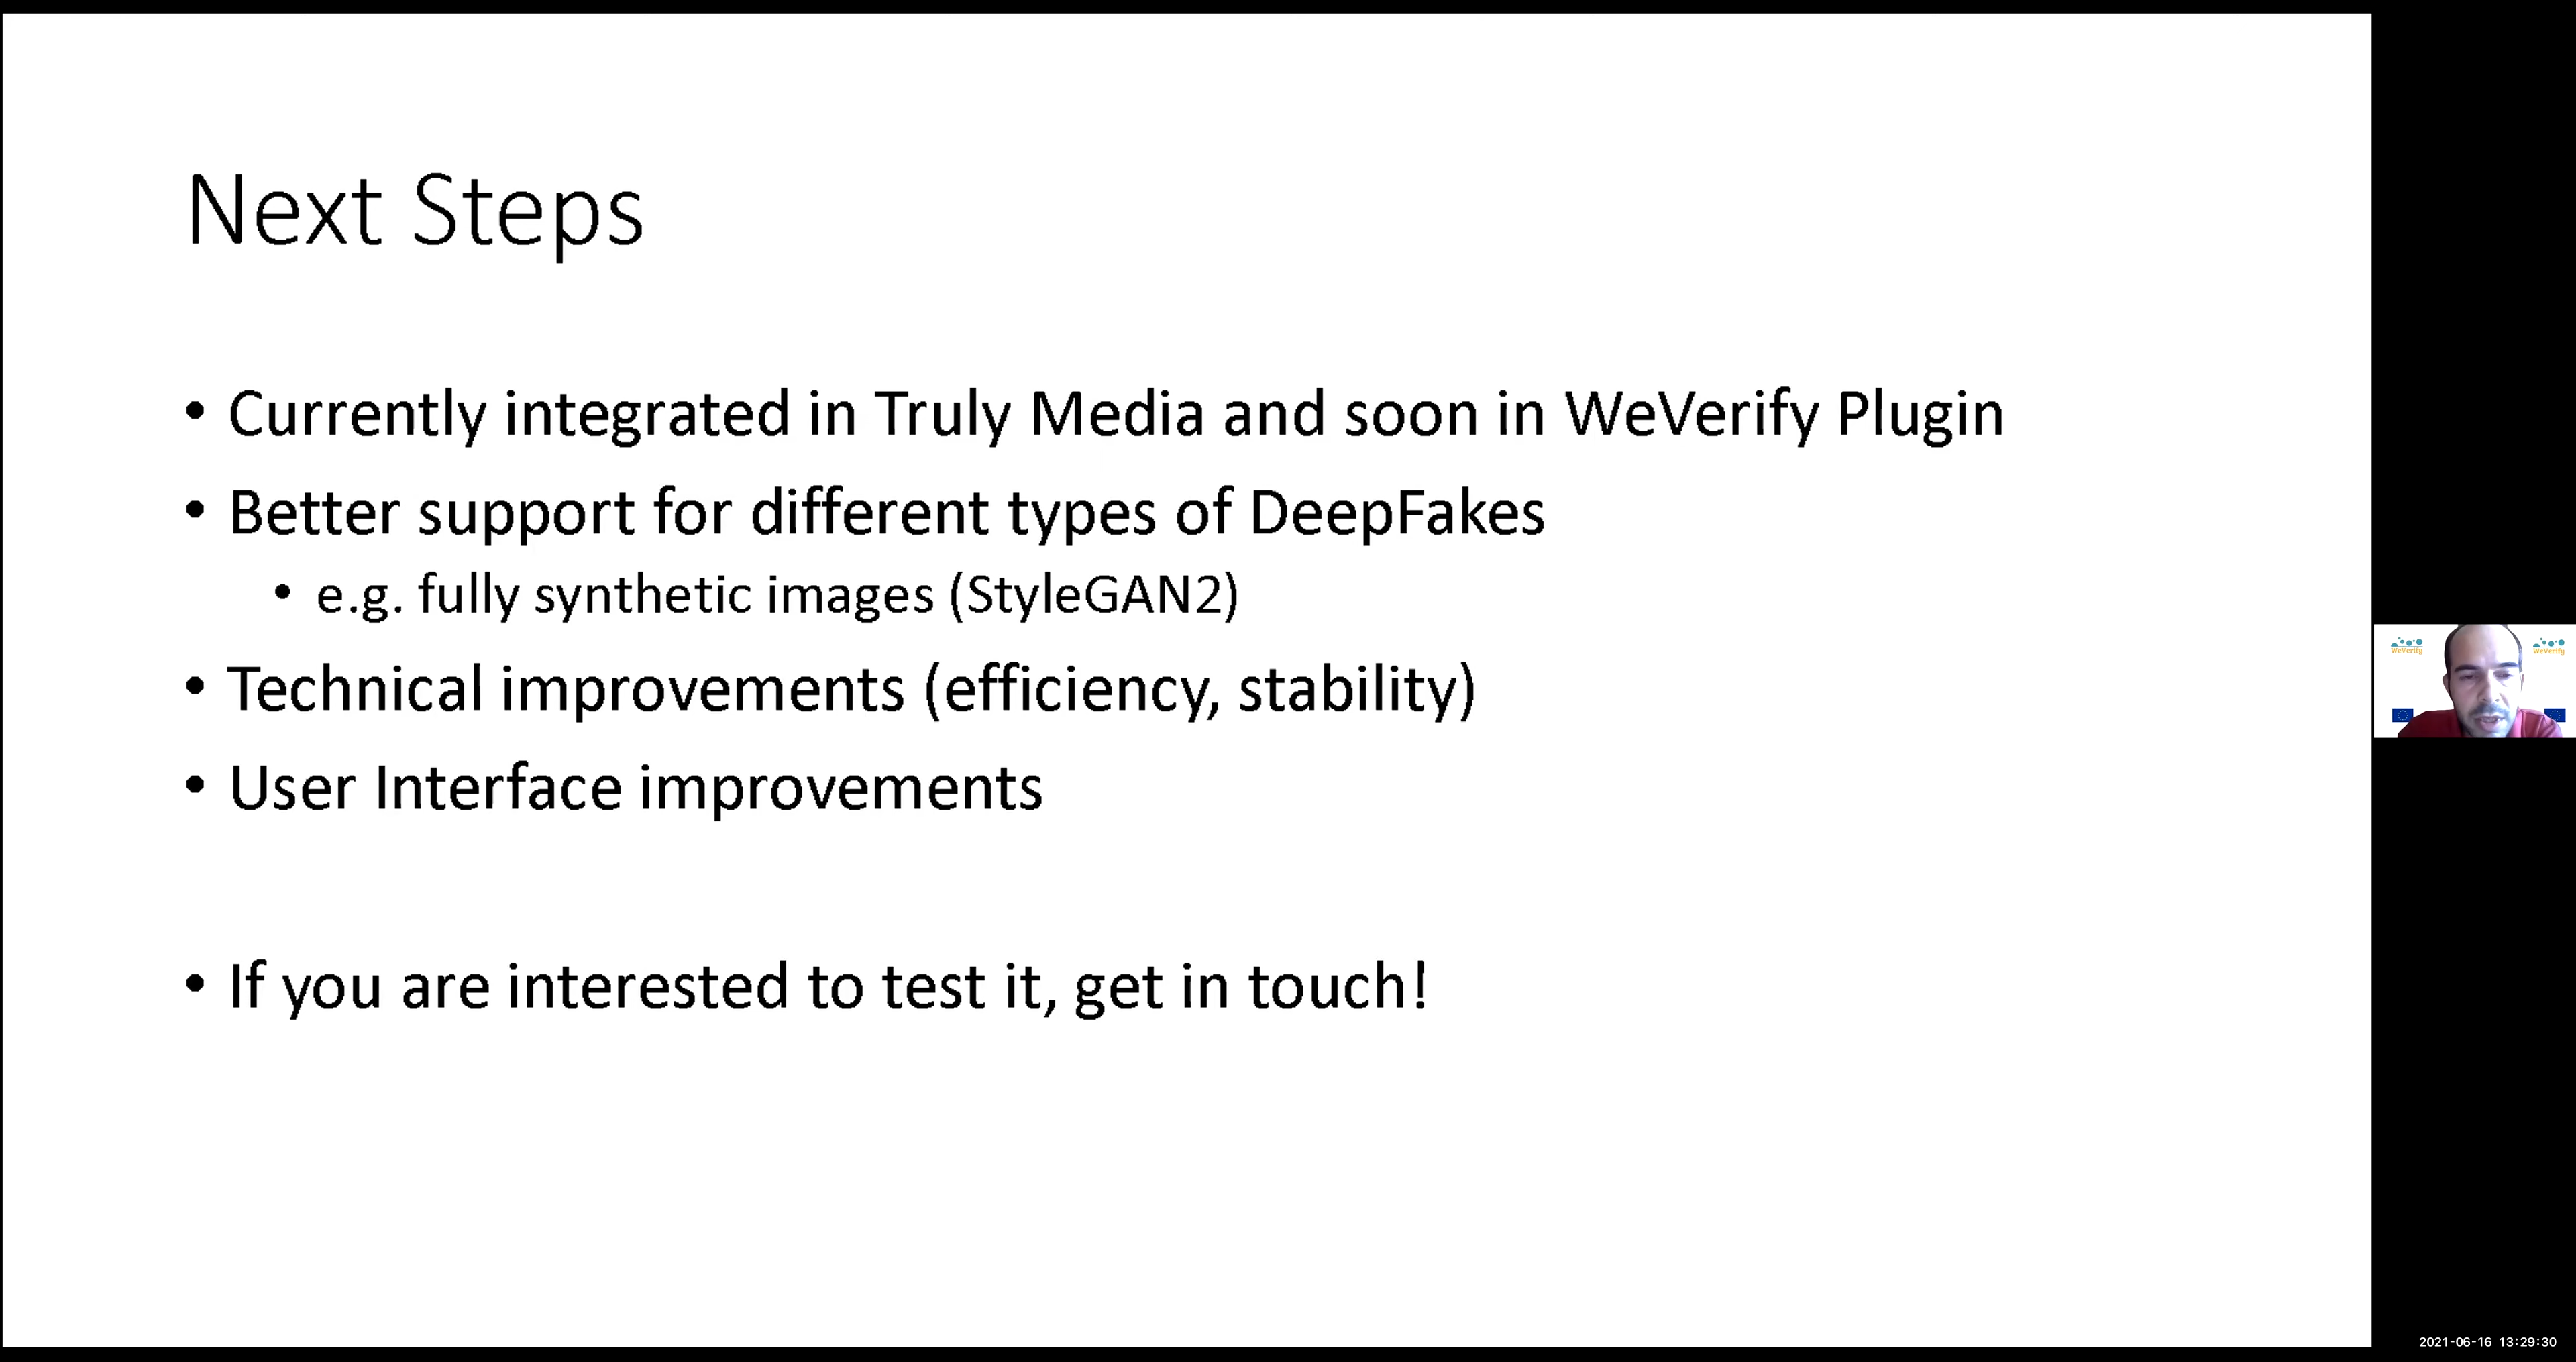 Next Steps
• Currently integrated in Truly Media and soon in WeVerify Plugin
• Better support for different types of DeepFakes
• e.g. fully synthetic images (StyleGAN2)
• Technical improvements (efficiency, stability)
• User Interface improvements
• If you are interested to test it, get in touch!
WeVerify
WeVerify
2021-06-16 13:29:30